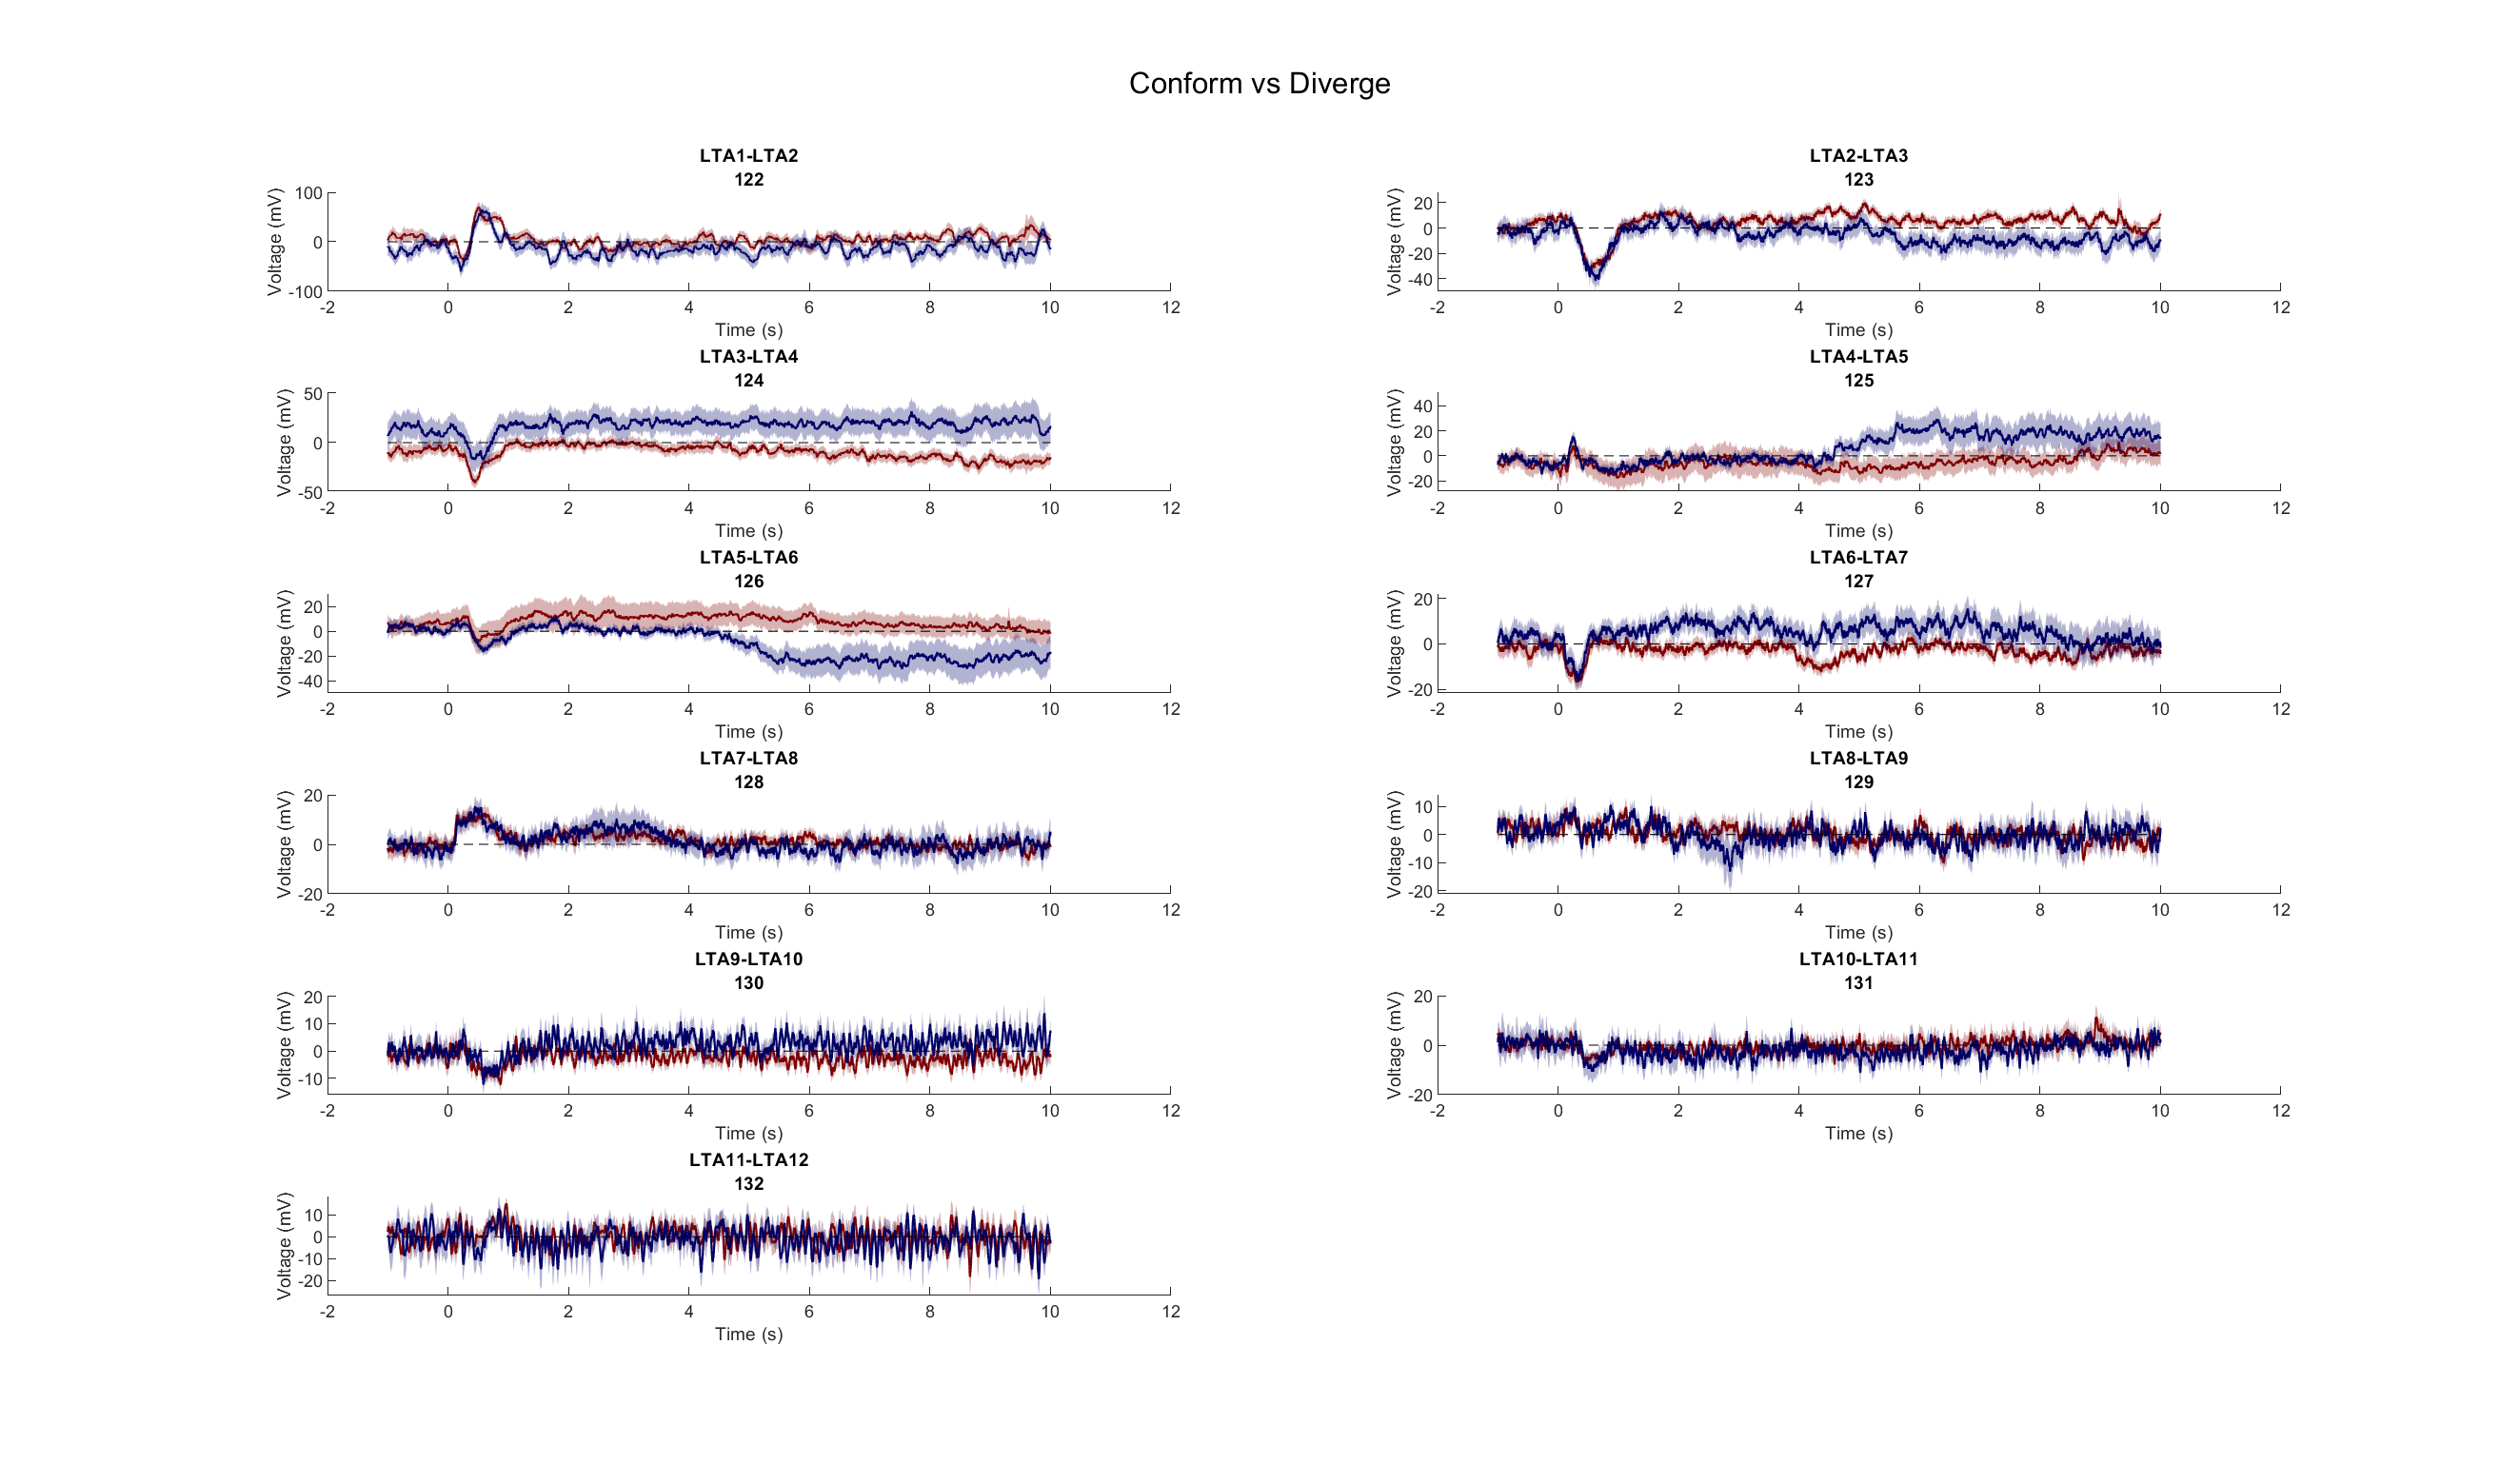 Conform vs Diverge
LTA1-LTA2
122
Voltage (mV)
100
0
-100
-2 0 2 4 6 8 10 12
Time (s)
LTA2-LTA3
123
Voltage (mV)
20
0
-20
-40
-2 0 2 4 6 8 10 12
Time (s)
LTA3-LTA4
124
Voltage (mV)
50
0
-50
-2 0 2 4 6 8 10 12
Time (s)
LTA4-LTA5
125
Voltage (mV)
40
20
0
-20
-2 0 2 4 6 8 10 12
Time (s)
LTA5-LTA6
126
Voltage (mV)
20
0
-20
-40
-2 0 2 4 6 8 10 12
Time (s)
LTA6-LTA7
127
Voltage (mV)
20
0
-20
-2 0 2 4 6 8 10 12
Time (s)
LTA7-LTA8
128
Voltage (mV)
20
0
-20
-2 0 2 4 6 8 10 12
Time (s)
LTA8-LTA9
129
Voltage (mV)
10
0
-10
-20
-2 0 2 4 6 8 10 12
Time (s)
LTA9-LTA10
130
Voltage (mV)
20
10
0
-10
-2 0 2 4 6 8 10 12
Time (s)
LTA10-LTA11
131
Voltage (mV)
20
0
-20
-2 0 2 4 6 8 10 12
Time (s)
LTA11-LTA12
132
Voltage (mV)
10
0
-10
-20
-2 0 2 4 6 8 10 12
Time (s)